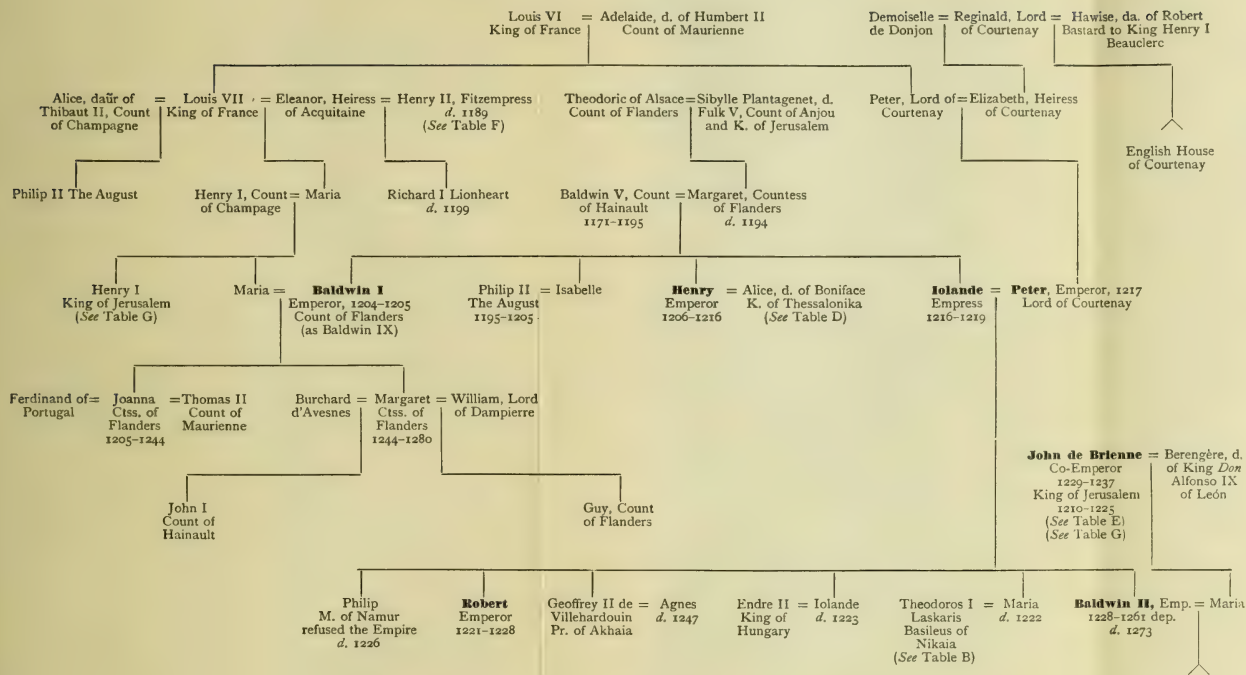 Louis VI = Adelaide, d. of Humbert II
King of France Count of Maurienne
Demoiselle = Reginald, Lord = Hawise, da. of Robert
de Donjon of Courtenay Bastard to King Henry I
Beauclerc
Alice, daur of = Louis VII = Eleanor, Heiress = Henry II, Fitzempress
Thibaut II, Count King of France of Acquitaine d. 1189
of Champagne (See Table F)
Theodoric of Alsace = Sibylle Plantagenet, d.
Count of Flanders Fulk V, Count of Anjou
and K. of Jerusalem
Peter, Lord of = Elizabeth, Heiress
Courtenay of Courtenay
English House
of Courtenay
Philip II The August
Henry I, Count = Maria
of Champage
Richard I Lionheart
d. 1199
Baldwin V, Count = Margaret, Countess
of Hainault of Flanders
1171-1195 d. 1194
Henry I
King of Jerusalem
(See Table G)
Maria = Baldwin I
Emperor, 1204-1205
Count of Flanders
(as Baldwin IX)
Philip II = Isabelle
The August
1195-1205
Henry = Alice, d. of Boniface
Emperor K. of Thessalonika
1206-1216 (See Table D)
Iolande = Peter, Emperor, 1217
Empress Lord of Courtenay
1216-1219
Ferdinand of = Joanna = Thomas II
Portugal Ctss. of Count of
Flanders Maurienne
1205-1244
Burchard = Margaret = William, Lord
d'Avesnes Ctss. of of Dampierre
Flanders
1244-1280
John I
Count of
Hainault
Guy, Count
of Flanders
John de Brienne = Berengère, d.
Co-Emperor of King Don
1229-1237 Alfonso IX
King of Jerusalem of León
1210-1225
(See Table E)
(See Table G)
Philip
M. of Namur
refused the Empire
d. 1226
Robert
Emperor
1221-1228
Geoffrey II de = Agnes
Villehardouin d. 1247
Pr. of Akhaia
Endre II = Iolande
King of d. 1223
Hungary
Theodoros I = Maria
Laskaris d. 1222
Basileus of
Nikaia
(See Table B)
Baldwin II, Emp. = Maria
1228-1261 dep.
d. 1273